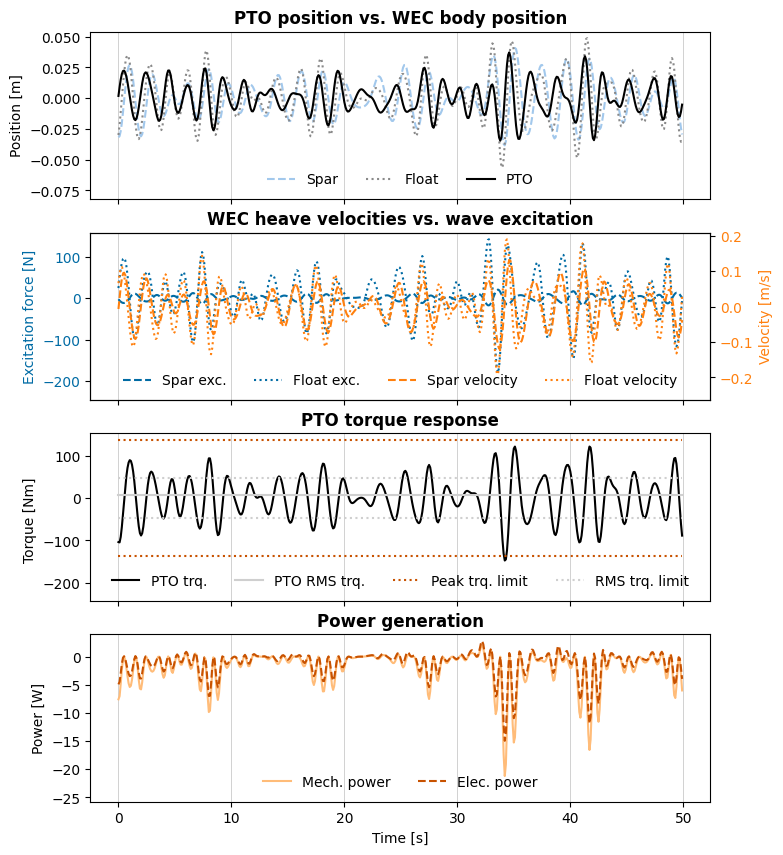 PTO position vs. WEC body position
0.050
0.025
0.000
−0.025
−0.050
−0.075
Position [m]
Spar Float PTO
WEC heave velocities vs. wave excitation
100
0
−100
−200
Excitation force [N]
0.2
0.1
0.0
−0.1
−0.2
Velocity [m/s]
Spar exc. Float exc. Spar velocity Float velocity
PTO torque response
100
0
−100
−200
Torque [Nm]
PTO trq. PTO RMS trq. Peak trq. limit RMS trq. limit
Power generation
0
−5
−10
−15
−20
−25
Power [W]
Mech. power Elec. power
0 10 20 30 40 50
Time [s]